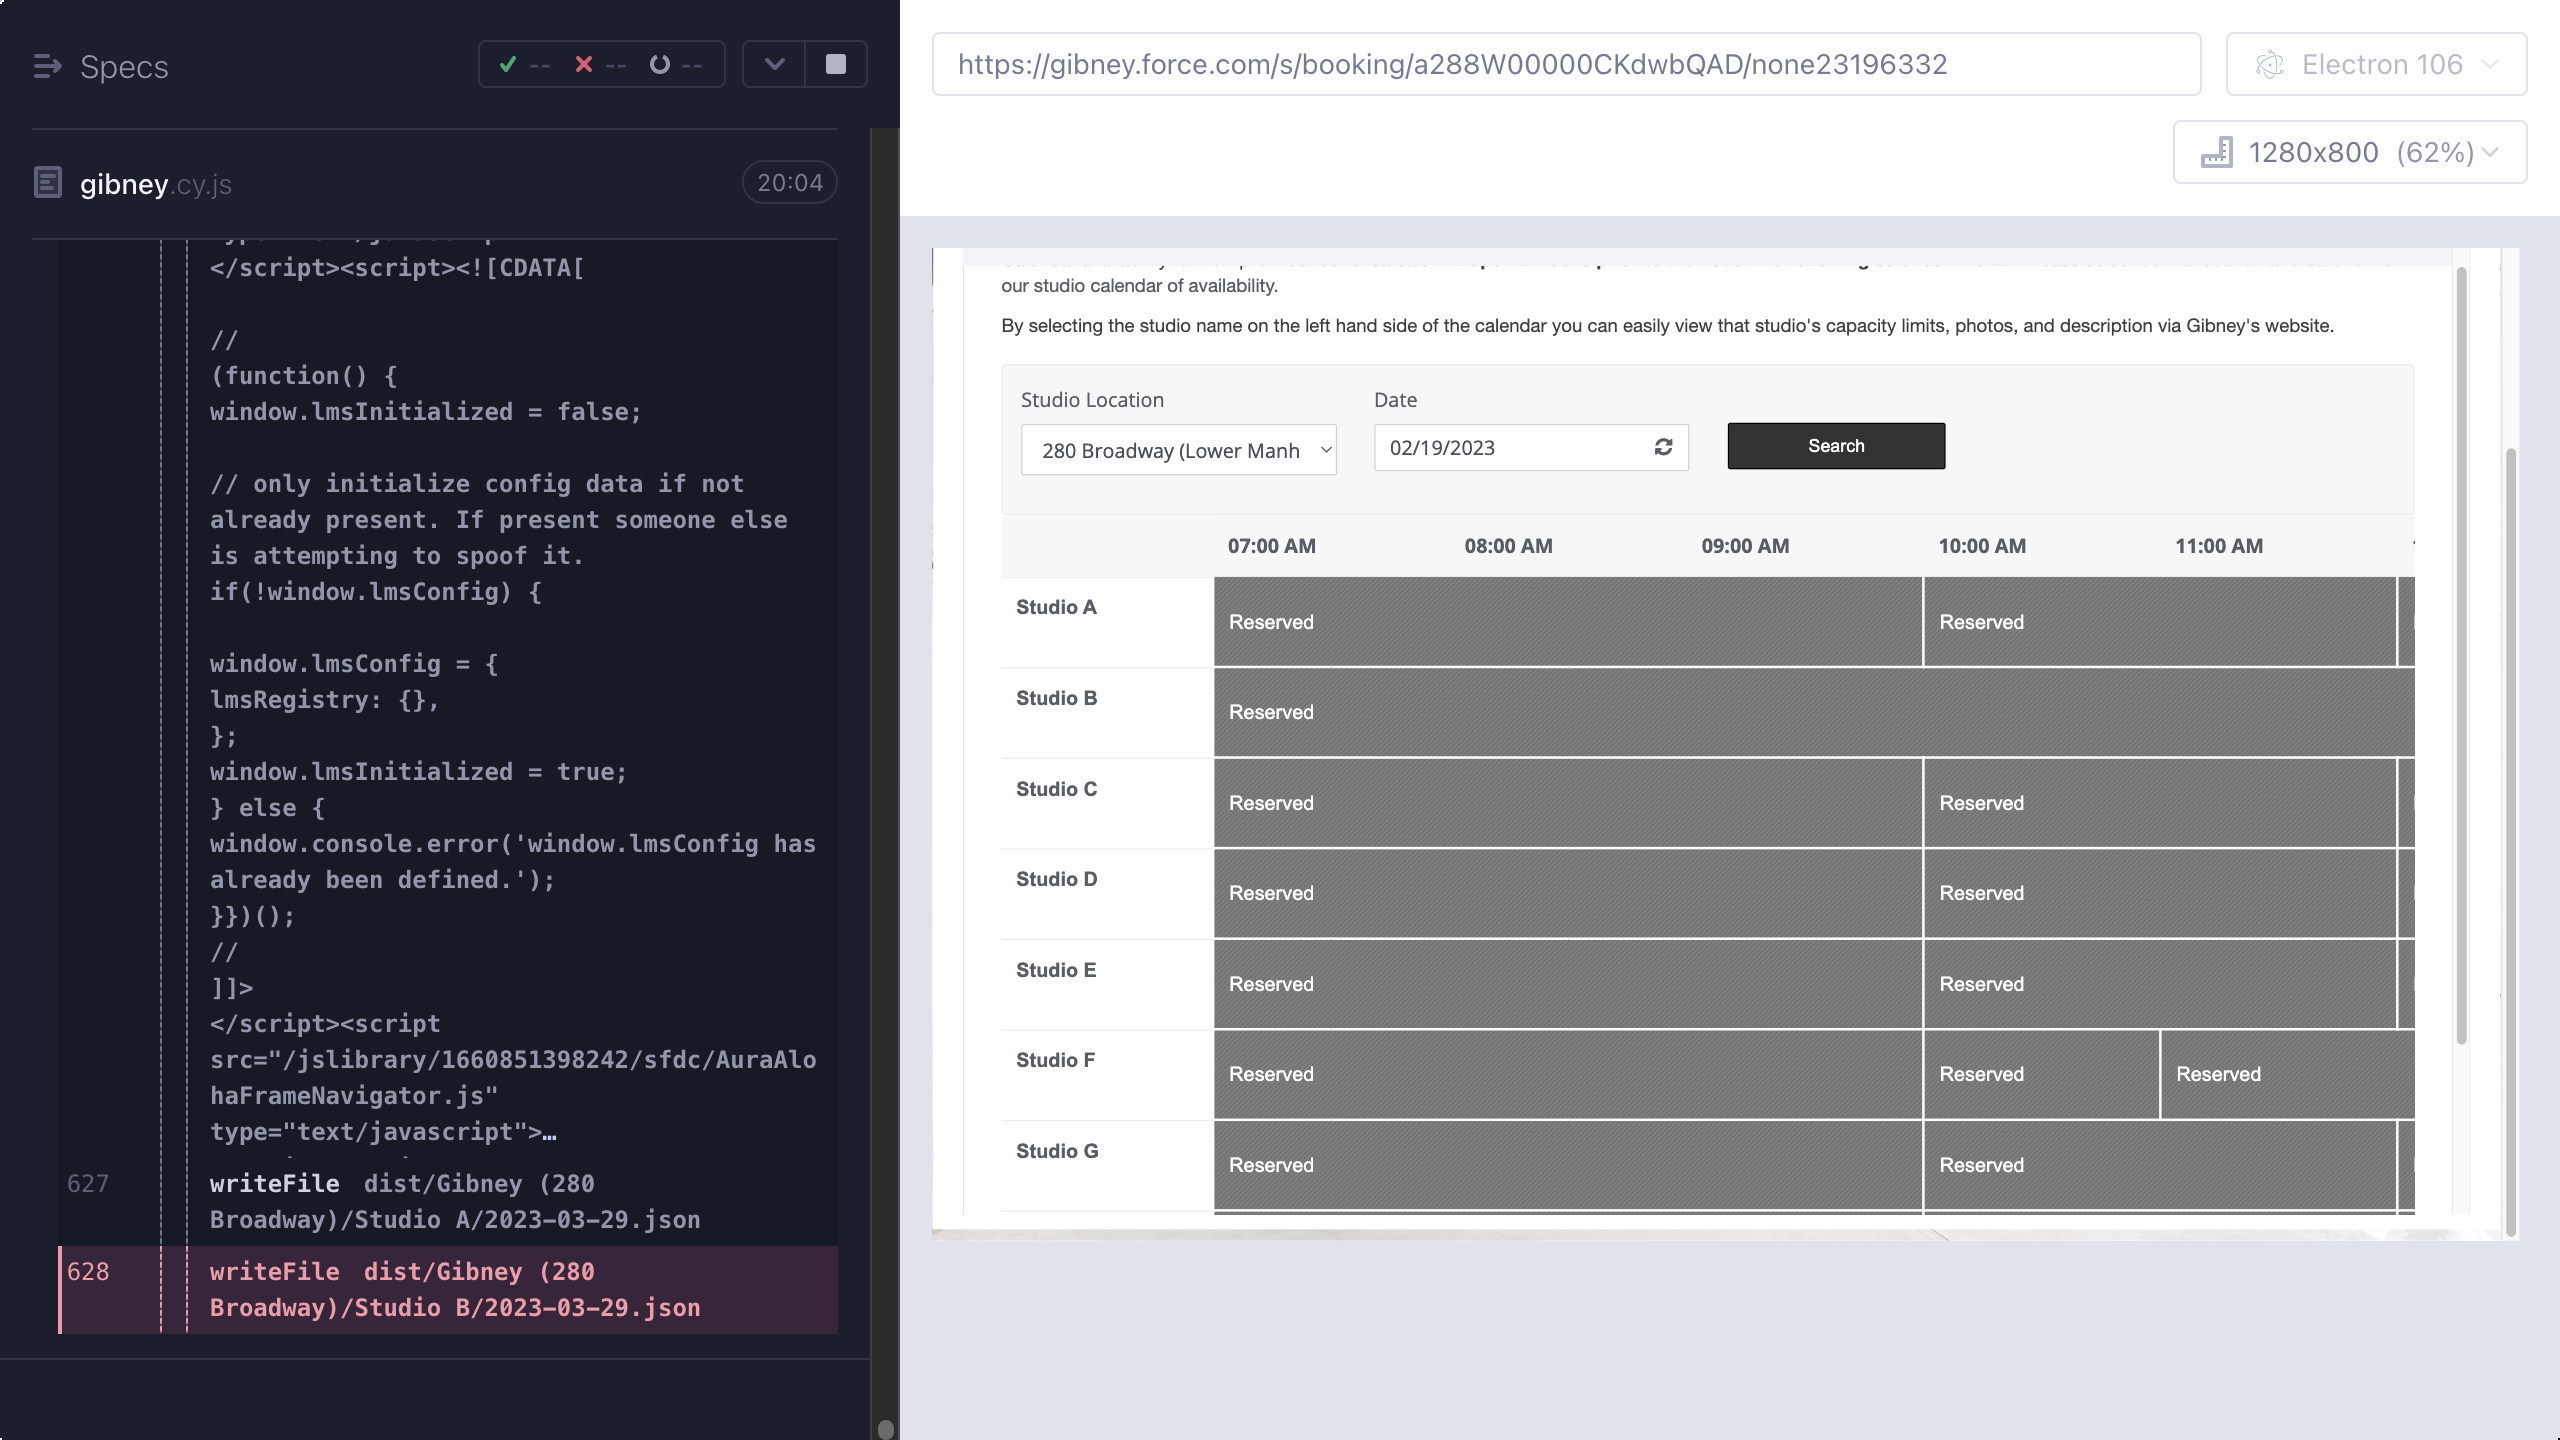 Specs
-- -- --
gibney.cy.js
20:04
</script><script><![CDATA[
//
(function() {
window.lmsInitialized = false;
// only initialize config data if not
already present. If present someone else
is attempting to spoof it.
if(!window.lmsConfig) {
window.lmsConfig = {
lmsRegistry: {},
};
window.lmsInitialized = true;
} else {
window.console.error('window.lmsConfig has
already been defined.');
}})();
//
]]>
</script><script
src="/jslibrary/1660851398242/sfdc/AuraAlo
haFrameNavigator.js"
type="text/javascript">…
627 writeFile dist/Gibney (280
Broadway)/Studio A/2023-03-29.json
628 writeFile dist/Gibney (280
Broadway)/Studio B/2023-03-29.json
https://gibney.force.com/s/booking/a288W00000CKdwbQAD/none23196332
Electron 106
1280x800 (62%)
our studio calendar of availability.
By selecting the studio name on the left hand side of the calendar you can easily view that studio's capacity limits, photos, and description via Gibney's website.
Studio Location
Date
280 Broadway (Lower Manh
02/19/2023
Search
07:00 AM 08:00 AM 09:00 AM 10:00 AM 11:00 AM
Studio A
Reserved Reserved
Studio B
Reserved
Studio C
Reserved Reserved
Studio D
Reserved Reserved
Studio E
Reserved Reserved
Studio F
Reserved Reserved Reserved
Studio G
Reserved Reserved